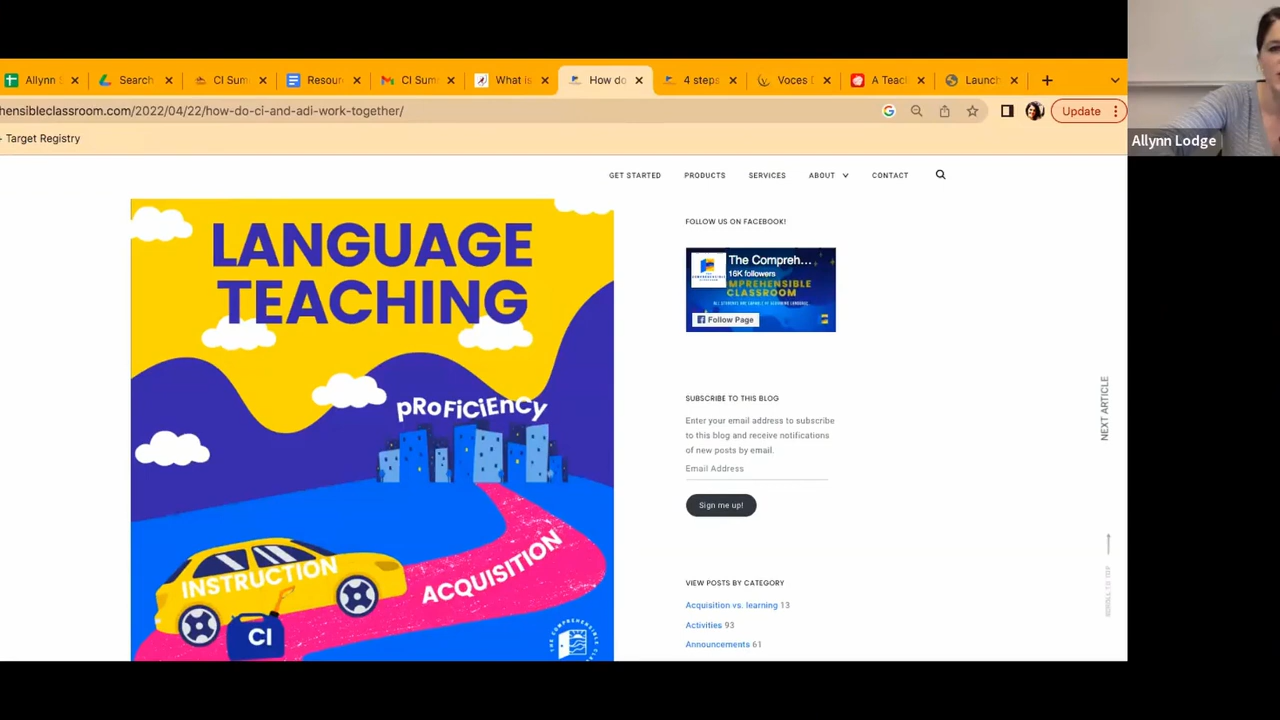 Allynn
Search
CI Sum
Resour
CI Sum
What is
How do
4 steps
Voces
A Teac
Launch
hensibleclassroom.com/2022/04/22/how-do-ci-and-adi-work-together/
Update
Target Registry
Allynn Lodge
GET STARTED
PRODUCTS
SERVICES
ABOUT
CONTACT
LANGUAGE
TEACHING
PROFICIENCY
INSTRUCTION
ACQUISITION
CI
FOLLOW US ON FACEBOOK!
The Compreh...
16K followers
MPREHENSIBLE
CLASSROOM
Follow Page
SUBSCRIBE TO THIS BLOG
Enter your email address to subscribe
to this blog and receive notifications
of new posts by email.
Email Address
Sign me up!
VIEW POSTS BY CATEGORY
Acquisition vs. learning 13
Activities 93
Announcements 61
NEXT ARTICLE
SCROLL TO TOP